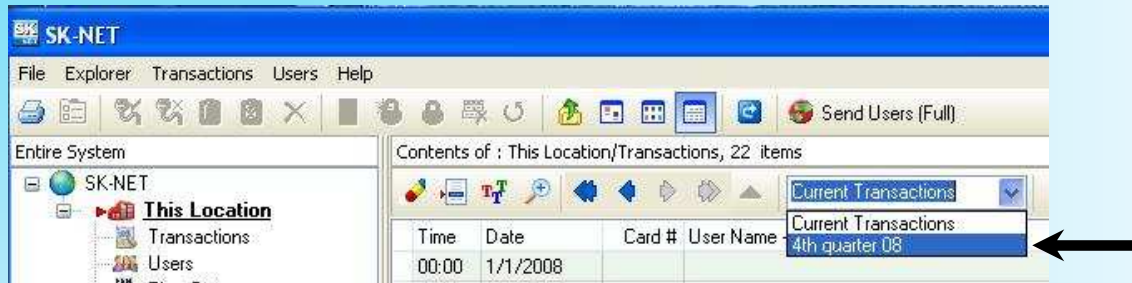 SK-NET
File Explorer Transactions Users Help
Send Users (Full)
Entire System
Contents of : This Location/Transactions, 22 items
SK-NET
This Location
Transactions
Users
Current Transactions
Current Transactions
4th quarter 08
Time Date Card # User Name
00:00 1/1/2008